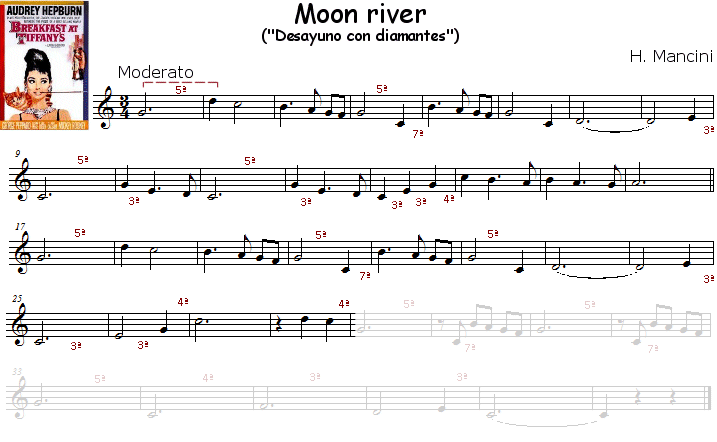 AUDREY HEPBURN
BREAKFAST AT
TIFFANY'S
Moon river
("Desayuno con diamantes")
H. Mancini
Moderato
3
4
5ª 5ª
7ª 3ª
9
5ª 5ª
3ª 3ª 3ª 3ª 4ª
17
5ª 5ª 5ª
7ª 3ª
25
4ª 4ª 5ª 5ª
3ª 3ª 7ª 7ª
33
5ª 4ª 3ª 3ª